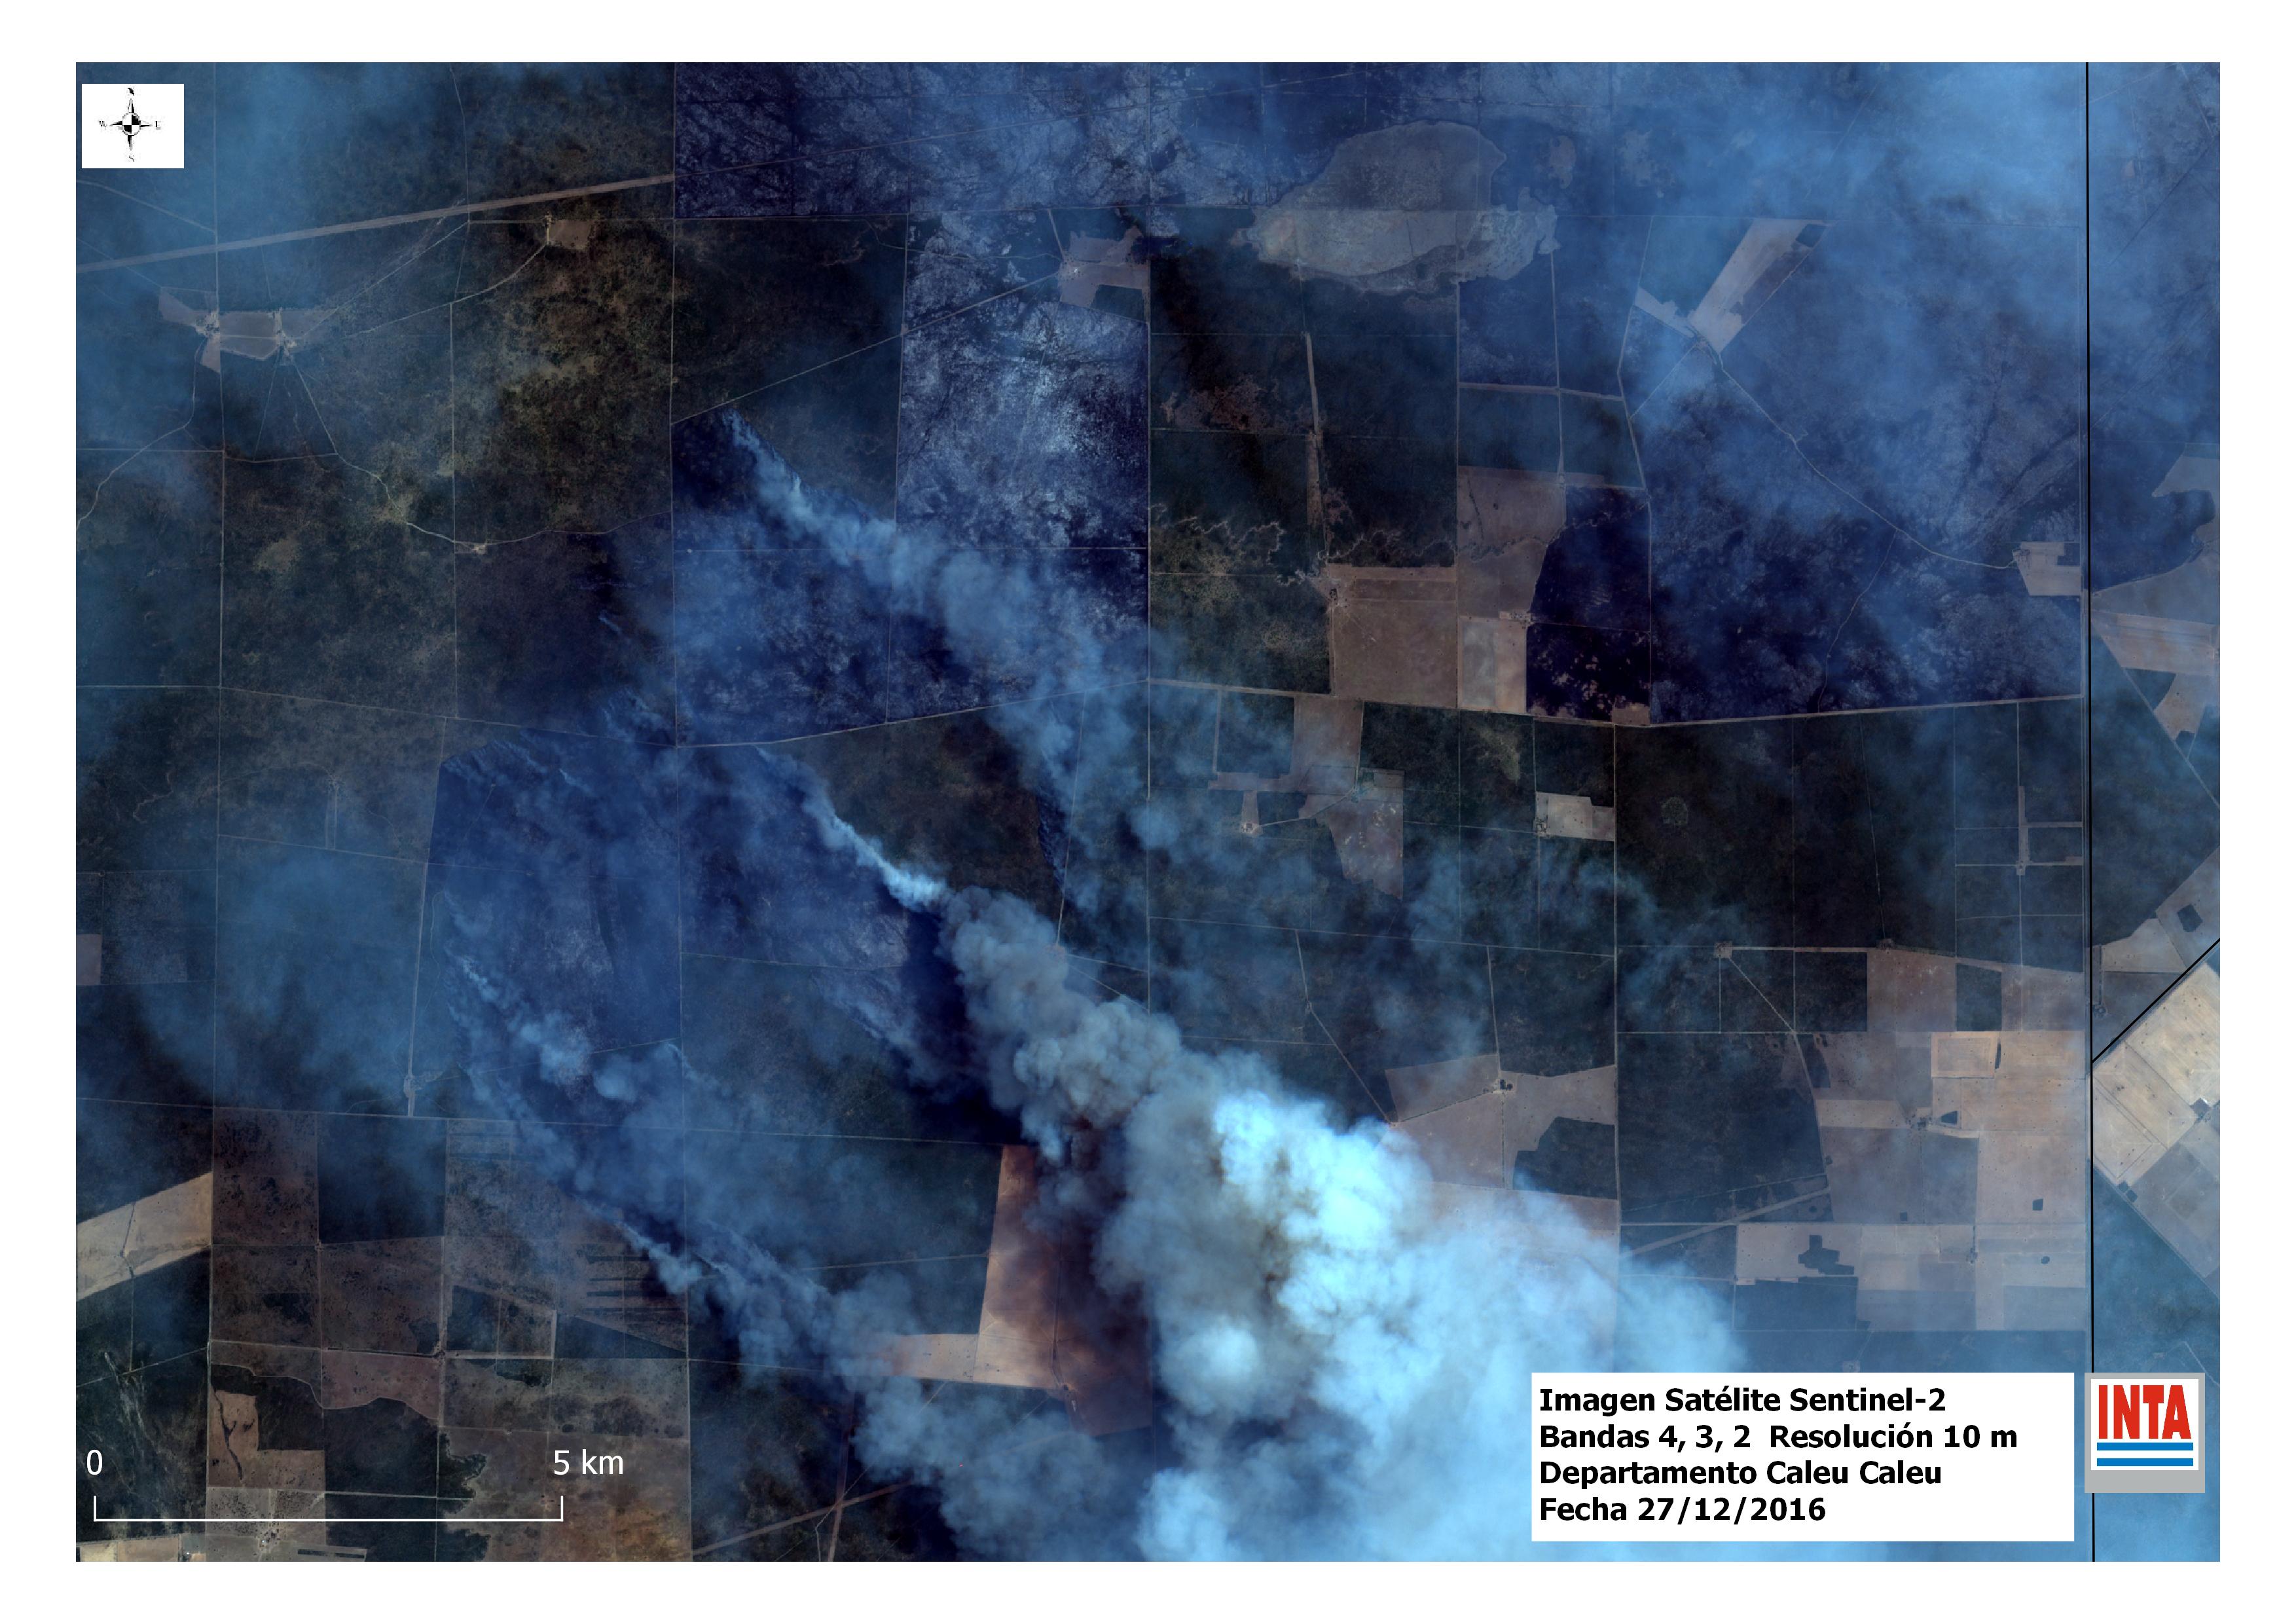 N
W E
S
0 5 km
Imagen Satélite Sentinel-2
Bandas 4, 3, 2 Resolución 10 m
Departamento Caleu Caleu
Fecha 27/12/2016
INTA